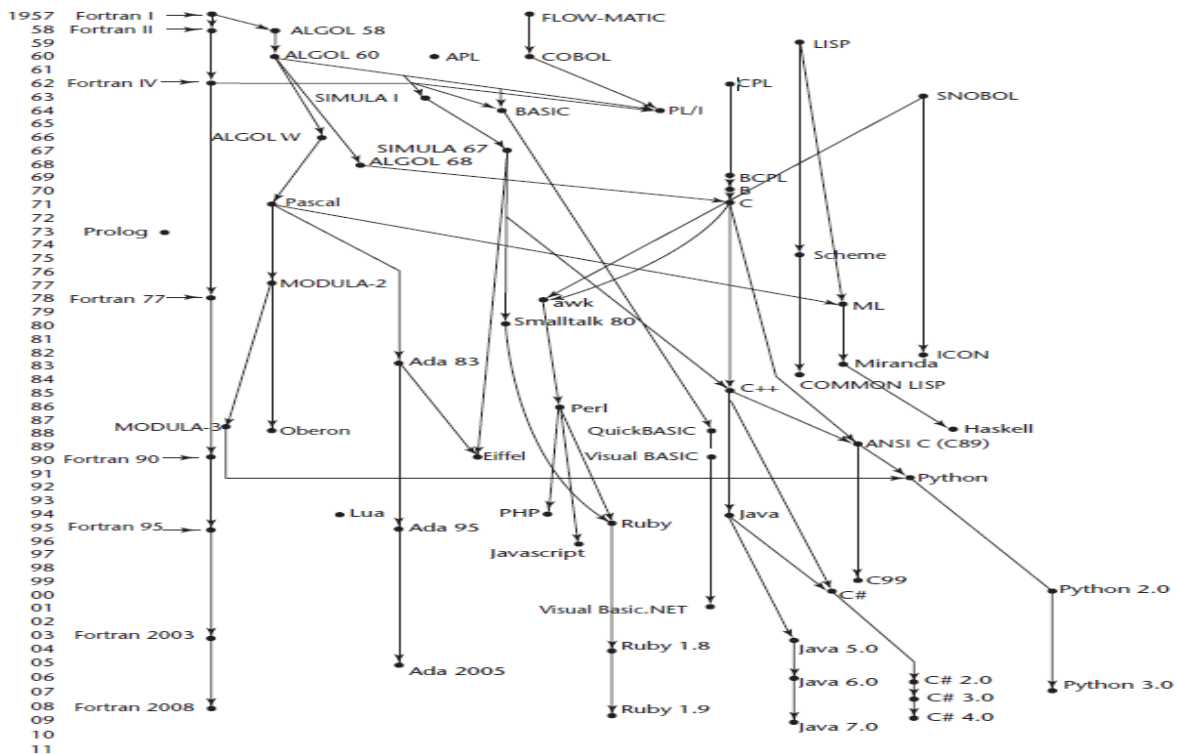 1957 Fortran I FLOW-MATIC
58 Fortran II ALGOL 58
59 LISP
60 ALGOL 60 APL COBOL
61
62 Fortran IV CPL
63 SIMULA I SNOBOL
64 BASIC PL/I
65
66 ALGOL W
67 SIMULA 67
68 ALGOL 68
69 BCPL
70 B
71 Pascal C
72
73 Prolog
74
75 Scheme
76
77 MODULA-2
78 Fortran 77 awk ML
79
80 Smalltalk 80
81
82 ICON
83 Ada 83 Miranda
84 COMMON LISP
85 C++
86 Perl
87
88 MODULA-3 Oberon QuickBASIC Haskell
89 ANSI C (C89)
90 Fortran 90 Eiffel Visual BASIC
91 Python
92
93
94 Lua PHP Java
95 Fortran 95 Ada 95 Ruby
96 Javascript
97
98
99 C99
00 C# Python 2.0
01 Visual Basic.NET
02
03 Fortran 2003 Java 5.0
04 Ruby 1.8
05 Ada 2005
06 Java 6.0 C# 2.0
07 C# 3.0 Python 3.0
08 Fortran 2008 Ruby 1.9
09 Java 7.0 C# 4.0
10
11